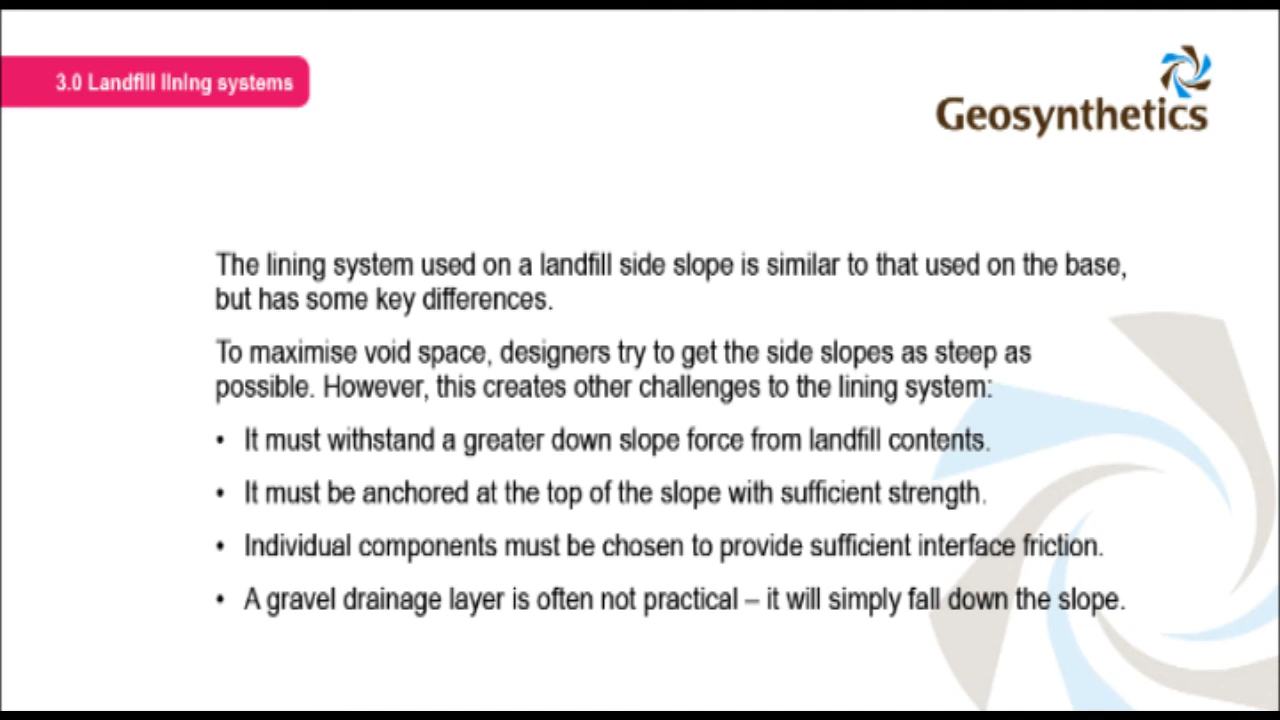 3.0 Landfill lining systems
Geosynthetics
The lining system used on a landfill side slope is similar to that used on the base,
but has some key differences.
To maximise void space, designers try to get the side slopes as steep as
possible. However, this creates other challenges to the lining system:
• It must withstand a greater down slope force from landfill contents.
• It must be anchored at the top of the slope with sufficient strength.
• Individual components must be chosen to provide sufficient interface friction.
• A gravel drainage layer is often not practical – it will simply fall down the slope.